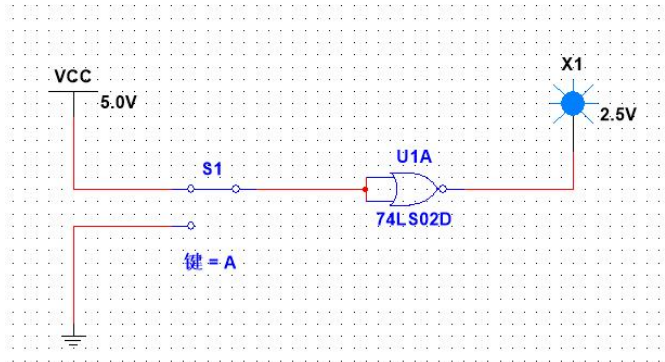 VCC
5.0V
S1
键 = A
U1A
74LS02D
X1
2.5V